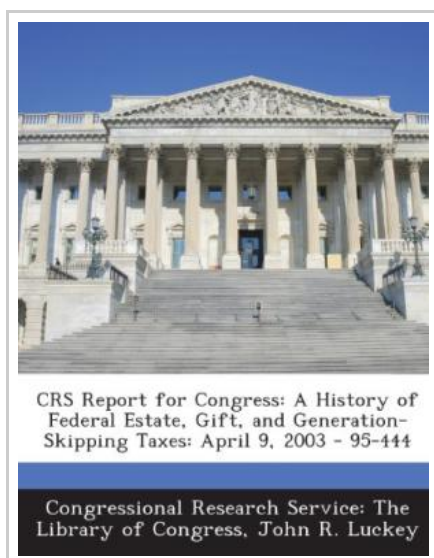 CRS Report for Congress: A History of
Federal Estate, Gift, and Generation-
Skipping Taxes: April 9, 2003 - 95-444
Congressional Research Service: The
Library of Congress, John R. Luckey